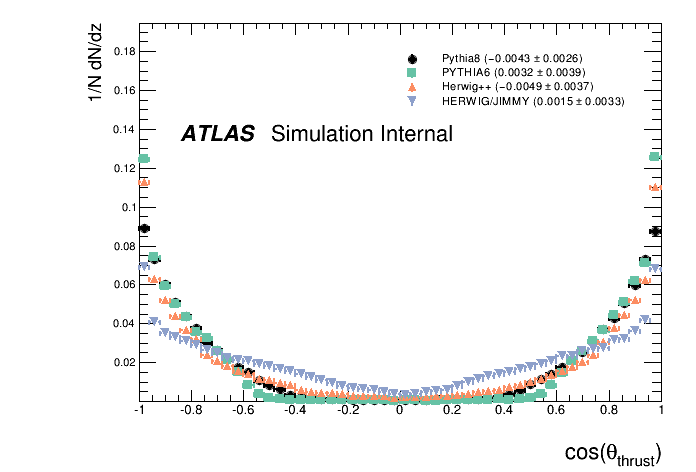 1/N dN/dz
0.18
0.16
0.14
0.12
0.1
0.08
0.06
0.04
0.02
Pythia8 (−0.0043 ± 0.0026)
PYTHIA6 (0.0032 ± 0.0039)
Herwig++ (−0.0049 ± 0.0037)
HERWIG/JIMMY (0.0015 ± 0.0033)
ATLAS Simulation Internal
-1 -0.8 -0.6 -0.4 -0.2 0 0.2 0.4 0.6 0.8 1
cos(θthrust)